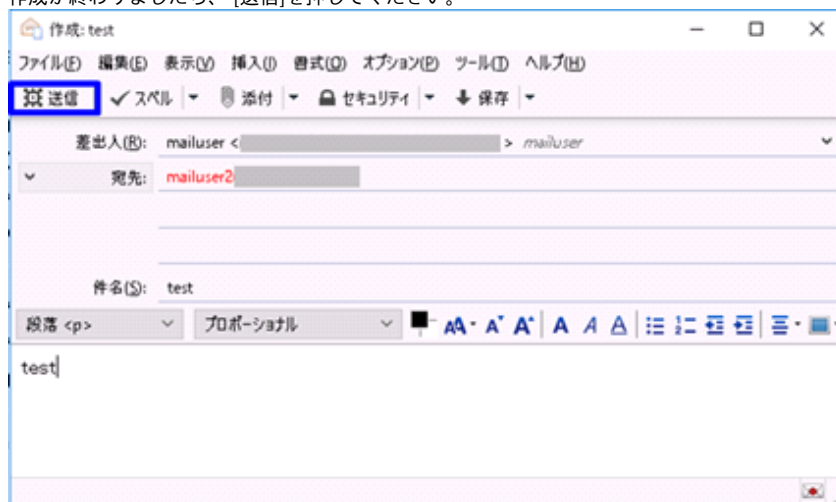 作成が終わりましたら、[送信]を押してください。
作成: test
ファイル(F) 編集(E) 表示(V) 挿入(I) 書式(O) オプション(P) ツール(T) ヘルプ(H)
送信 スペル 添付 セキュリティ 保存
差出人(R): mailuser < > mailuser
宛先: mailuser2
件名(S): test
段落 <p> プロポーショナル
test